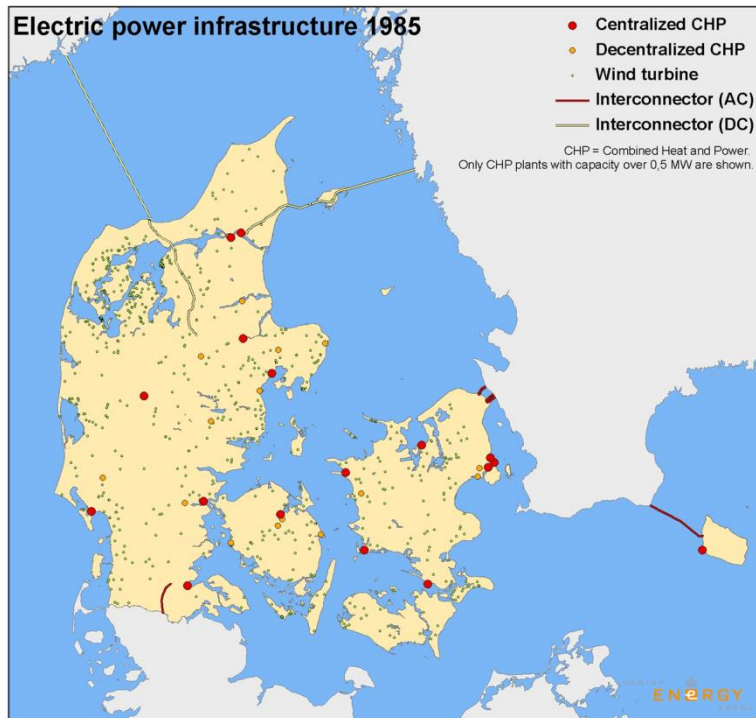 Electric power infrastructure 1985
Centralized CHP
Decentralized CHP
Wind turbine
Interconnector (AC)
Interconnector (DC)
CHP = Combined Heat and Power.
Only CHP plants with capacity over 0,5 MW are shown.
DANISH
ENERGY